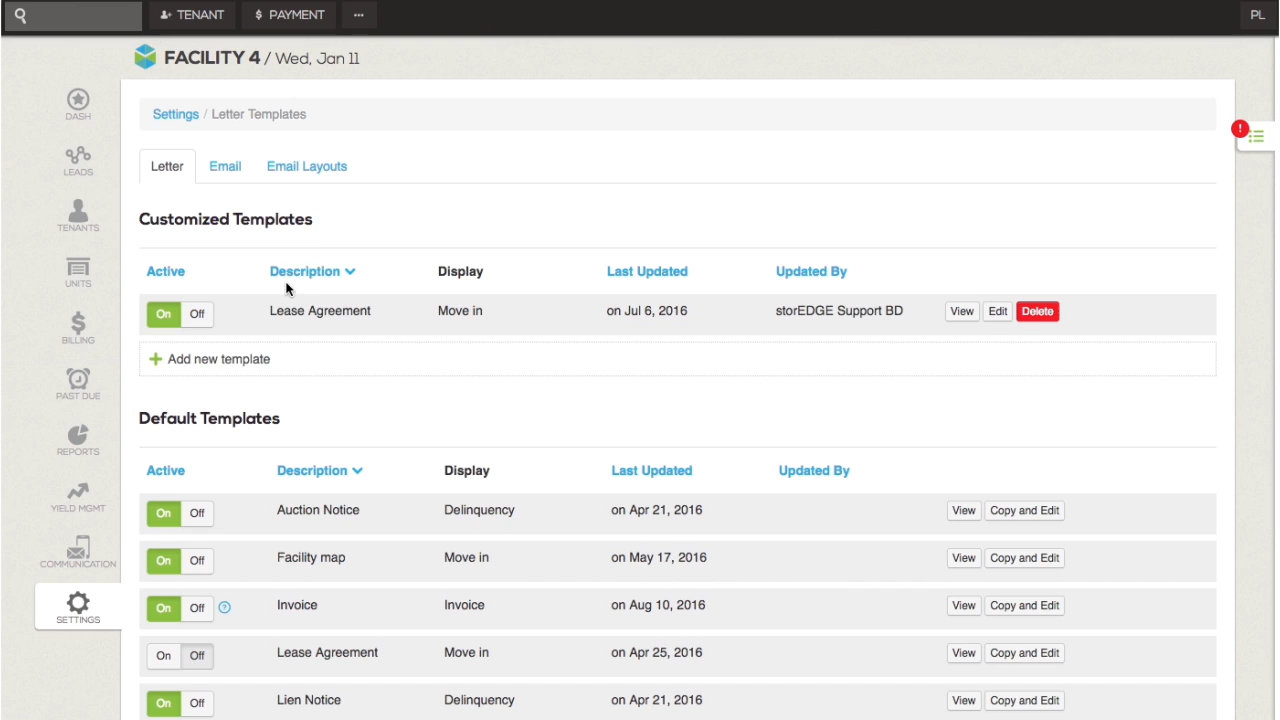 TENANT $ PAYMENT ••• PL
FACILITY 4 / Wed, Jan 11
DASH
LEADS
TENANTS
UNITS
BILLING
PAST DUE
REPORTS
YIELD MGMT
COMMUNICATION
SETTINGS
!
Settings / Letter Templates
Letter Email Email Layouts
Customized Templates
Active Description Display Last Updated Updated By
On Off Lease Agreement Move in on Jul 6, 2016 storEDGE Support BD View Edit Delete
Add new template
Default Templates
Active Description Display Last Updated Updated By
On Off Auction Notice Delinquency on Apr 21, 2016 View Copy and Edit
On Off Facility map Move in on May 17, 2016 View Copy and Edit
On Off ? Invoice Invoice on Aug 10, 2016 View Copy and Edit
On Off Lease Agreement Move in on Apr 25, 2016 View Copy and Edit
On Off Lien Notice Delinquency on Apr 21, 2016 View Copy and Edit